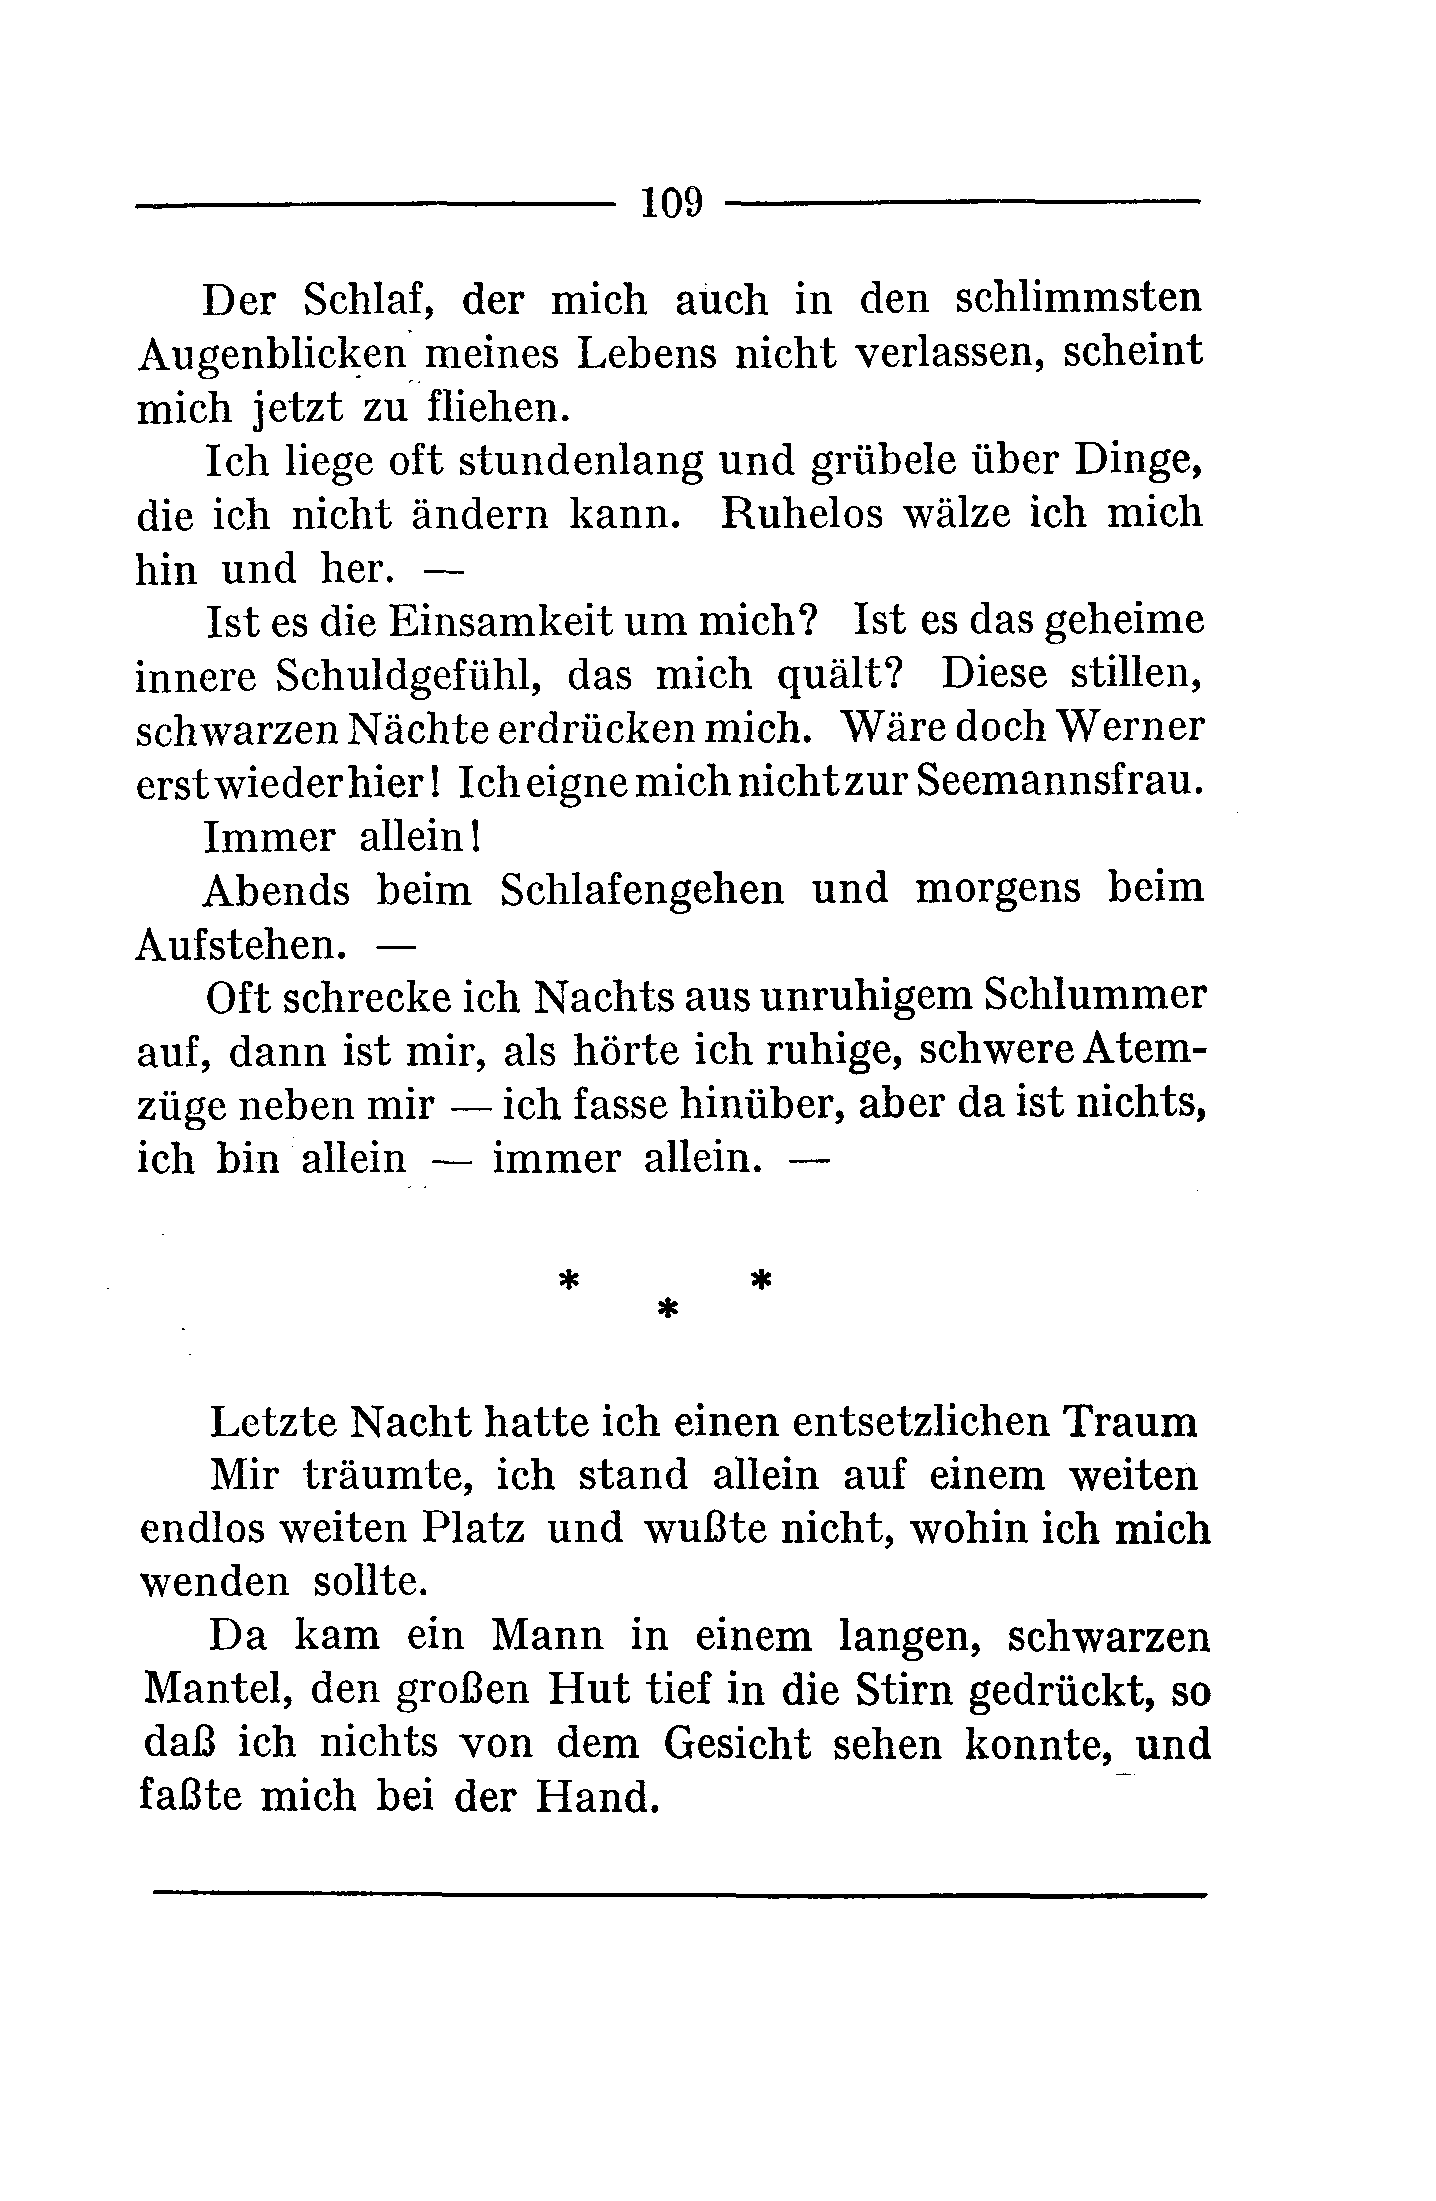 109
Der Schlaf, der mich auch in den schlimmsten
Augenblicken meines Lebens nicht verlassen, scheint
mich jetzt zu fliehen.
Ich liege oft stundenlang und grübele über Dinge,
die ich nicht ändern kann. Ruhelos wälze ich mich
hin und her. —
Ist es die Einsamkeit um mich? Ist es das geheime
innere Schuldgefühl, das mich quält? Diese stillen,
schwarzen Nächte erdrücken mich. Wäre doch Werner
erst wieder hier! Ich eigne mich nicht zur Seemannsfrau.
Immer allein!
Abends beim Schlafengehen und morgens beim
Aufstehen. —
Oft schrecke ich Nachts aus unruhigem Schlummer
auf, dann ist mir, als hörte ich ruhige, schwere Atem-
züge neben mir — ich fasse hinüber, aber da ist nichts,
ich bin allein — immer allein. —
* *
*
Letzte Nacht hatte ich einen entsetzlichen Traum
Mir träumte, ich stand allein auf einem weiten
endlos weiten Platz und wußte nicht, wohin ich mich
wenden sollte.
Da kam ein Mann in einem langen, schwarzen
Mantel, den großen Hut tief in die Stirn gedrückt, so
daß ich nichts von dem Gesicht sehen konnte, und
faßte mich bei der Hand.